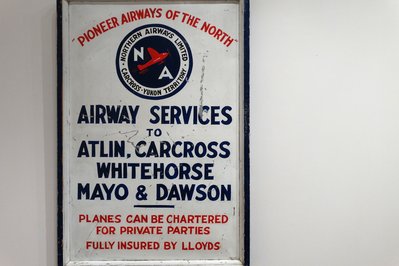 "PIONEER AIRWAYS OF THE NORTH"
NORTHERN AIRWAYS LIMITED
N A
CARCROSS - YUKON TERRITORY
AIRWAY SERVICES
TO
ATLIN, CARCROSS
WHITEHORSE
MAYO & DAWSON
PLANES CAN BE CHARTERED
FOR PRIVATE PARTIES
FULLY INSURED BY LLOYDS